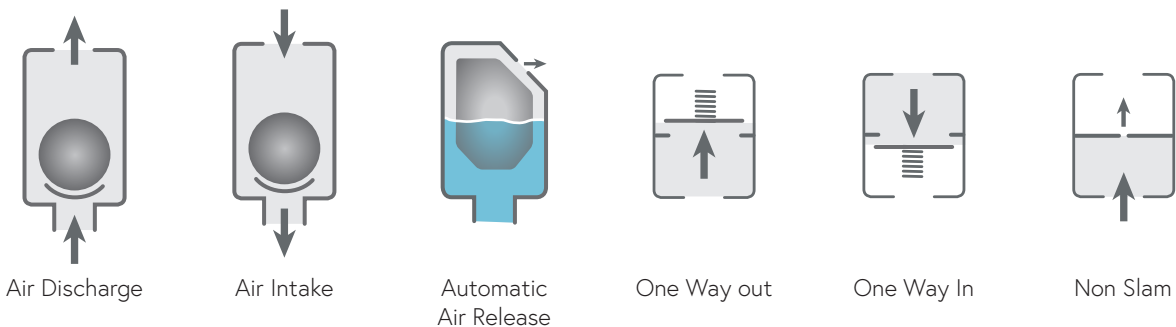 Air Discharge
Air Intake
Automatic
Air Release
One Way out
One Way In
Non Slam